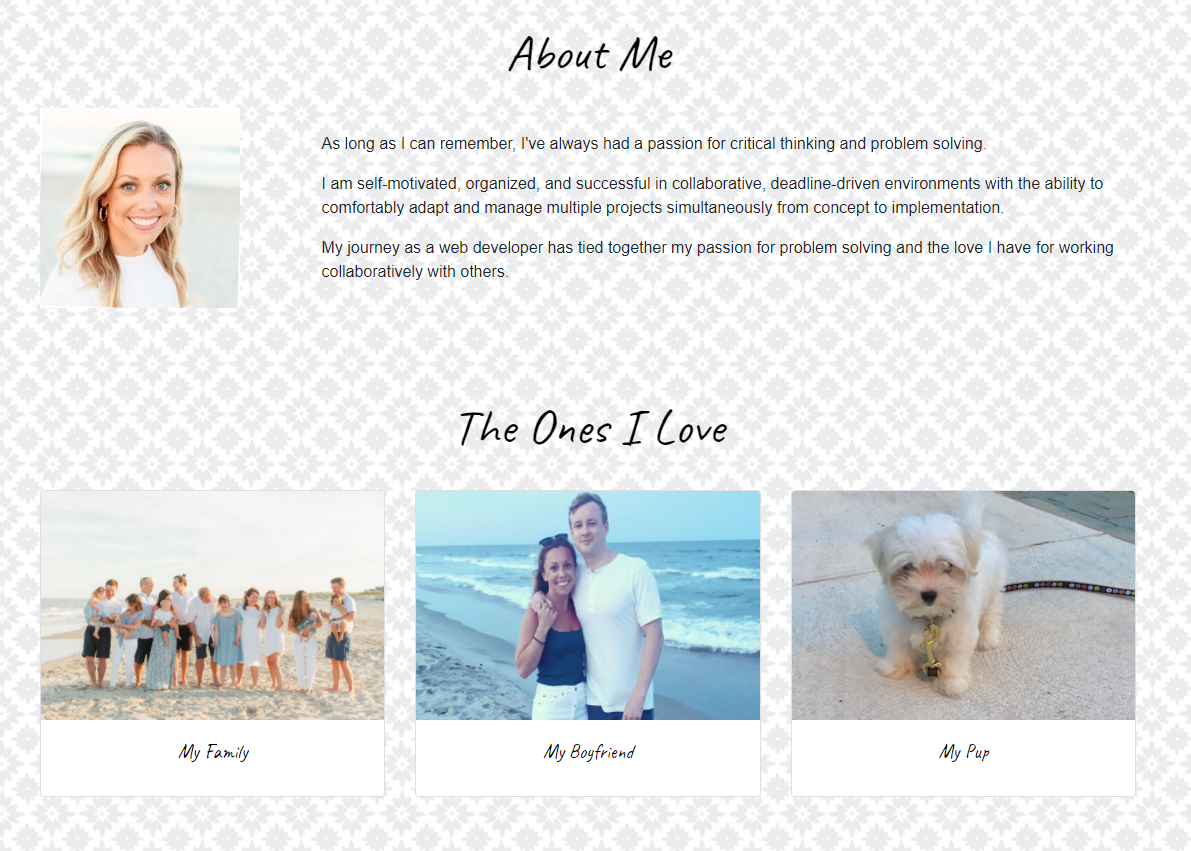 About Me
As long as I can remember, I've always had a passion for critical thinking and problem solving.
I am self-motivated, organized, and successful in collaborative, deadline-driven environments with the ability to
comfortably adapt and manage multiple projects simultaneously from concept to implementation.
My journey as a web developer has tied together my passion for problem solving and the love I have for working
collaboratively with others.
The Ones I Love
My Family
My Boyfriend
My Pup